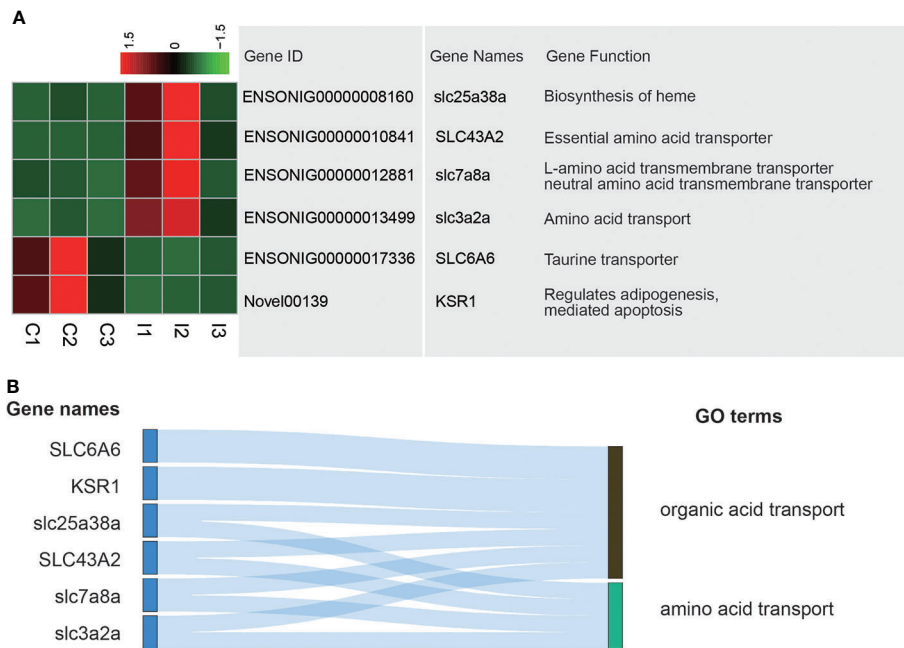 A
1.5
0
-1.5
Gene ID
Gene Names
Gene Function
ENSONIG00000008160
slc25a38a
Biosynthesis of heme
ENSONIG00000010841
SLC43A2
Essential amino acid transporter
ENSONIG00000012881
slc7a8a
L-amino acid transmembrane transporter
neutral amino acid transmembrane transporter
ENSONIG00000013499
slc3a2a
Amino acid transport
ENSONIG00000017336
SLC6A6
Taurine transporter
Novel00139
KSR1
Regulates adipogenesis,
mediated apoptosis
C1
C2
C3
I1
I2
I3
B
Gene names
GO terms
SLC6A6
KSR1
slc25a38a
SLC43A2
slc7a8a
slc3a2a
organic acid transport
amino acid transport